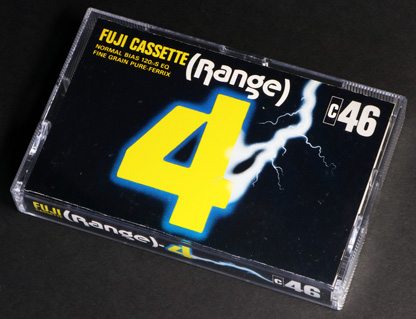 FUJI CASSETTE (Range)
NORMAL BIAS 120μS EQ
FINE GRAIN PURE-FERRIX
4
C46
FUJI (Range)-4
C46